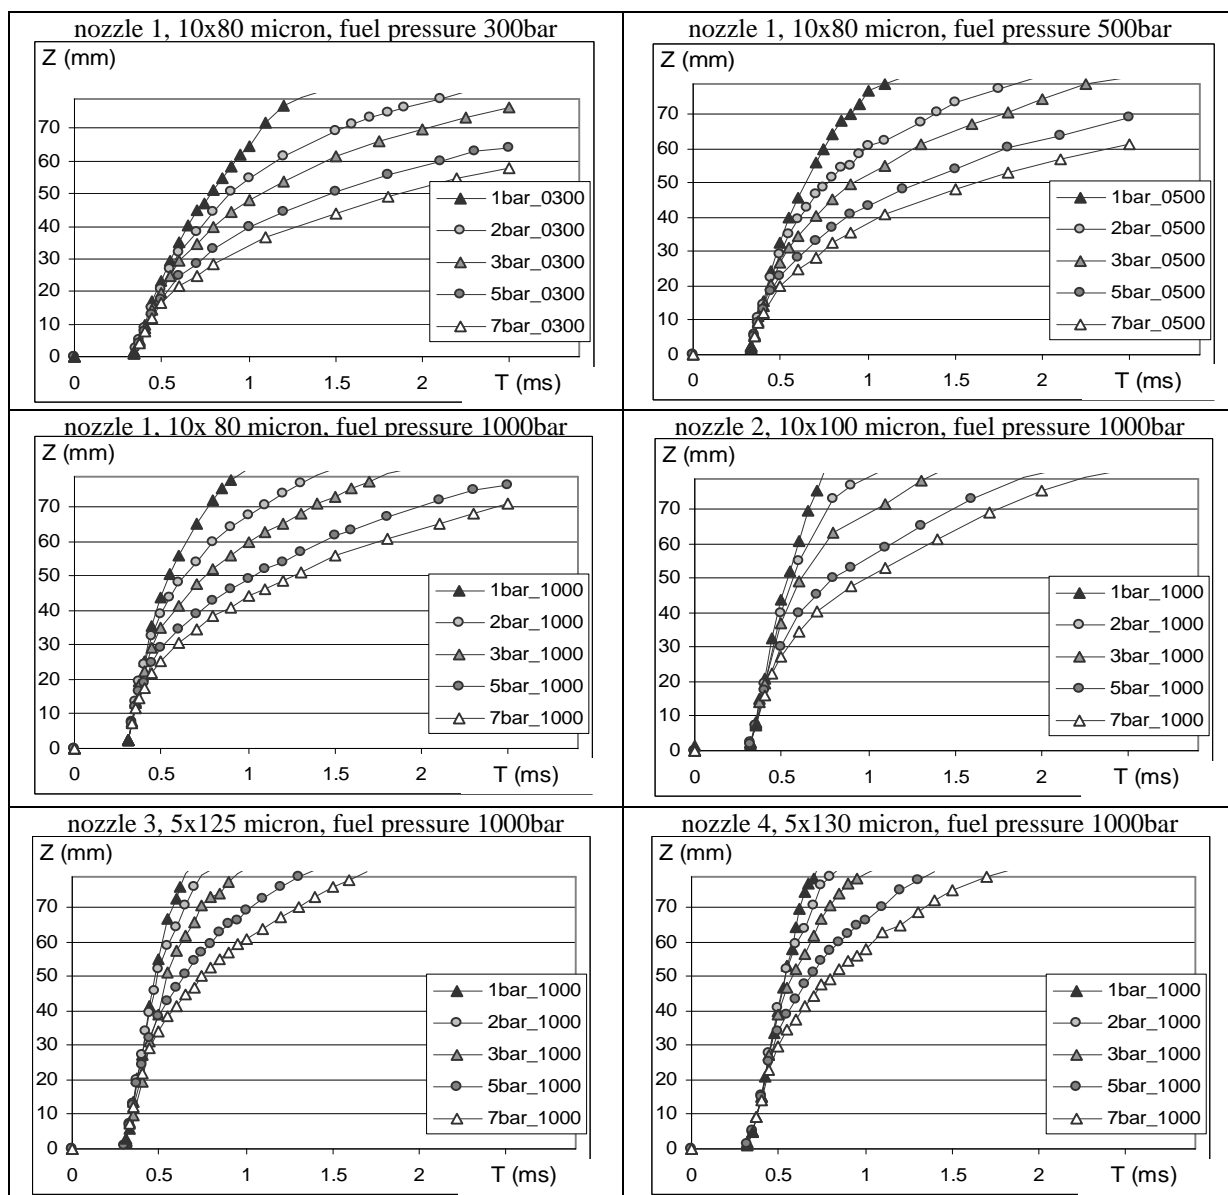 nozzle 1, 10x80 micron, fuel pressure 300bar
Z (mm)
70
60
50
40
30
20
10
0
0 0.5 1 1.5 2
T (ms)
1bar_0300
2bar_0300
3bar_0300
5bar_0300
7bar_0300
nozzle 1, 10x80 micron, fuel pressure 500bar
Z (mm)
70
60
50
40
30
20
10
0
0 0.5 1 1.5 2
T (ms)
1bar_0500
2bar_0500
3bar_0500
5bar_0500
7bar_0500
nozzle 1, 10x 80 micron, fuel pressure 1000bar
Z (mm)
70
60
50
40
30
20
10
0
0 0.5 1 1.5 2
T (ms)
1bar_1000
2bar_1000
3bar_1000
5bar_1000
7bar_1000
nozzle 2, 10x100 micron, fuel pressure 1000bar
Z (mm)
70
60
50
40
30
20
10
0
0 0.5 1 1.5 2
T (ms)
1bar_1000
2bar_1000
3bar_1000
5bar_1000
7bar_1000
nozzle 3, 5x125 micron, fuel pressure 1000bar
Z (mm)
70
60
50
40
30
20
10
0
0 0.5 1 1.5 2
T (ms)
1bar_1000
2bar_1000
3bar_1000
5bar_1000
7bar_1000
nozzle 4, 5x130 micron, fuel pressure 1000bar
Z (mm)
70
60
50
40
30
20
10
0
0 0.5 1 1.5 2
T (ms)
1bar_1000
2bar_1000
3bar_1000
5bar_1000
7bar_1000